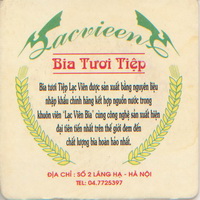 Lacvieens
Bia Tươi Tiệp
Bia tươi Tiệp Lạc Viên được sản xuất bằng nguyên liệu
nhập khẩu chính hãng kết hợp nguồn nước trong
khuôn viên "Lạc Viên Bia" cùng công nghệ sản xuất hiện
đại tiên tiến nhất trên thế giới đem đến
chất lượng bia hoàn hảo nhất.
ĐỊA CHỈ : SỐ 2 LÁNG HẠ - HÀ NỘI
TEL: 04.7725397